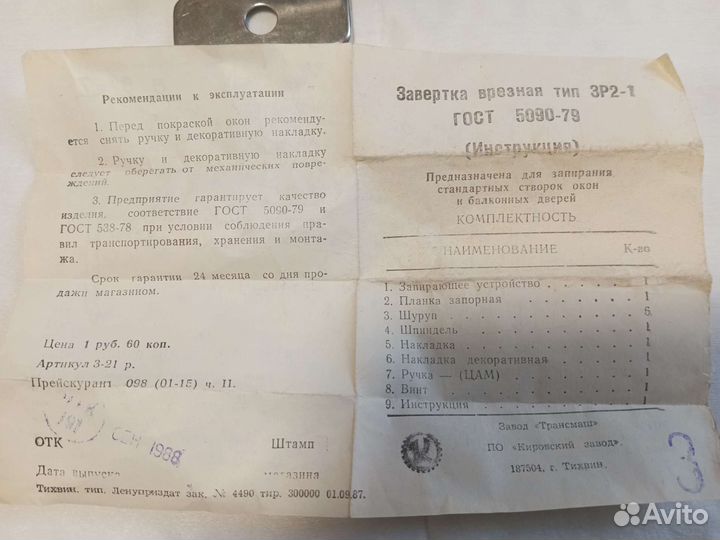 Рекомендации к эксплуатации
1. Перед покраской окон рекоменду-
ется снять ручку и декоративную накладку.
2. Ручку и декоративную накладку
следует оберегать от механических повре-
ждений.
3. Предприятие гарантирует качество
изделия, соответствие ГОСТ 5090-79 и
ГОСТ 538-78 при условии соблюдения пра-
вил транспортирования, хранения и монта-
жа.
Срок гарантии 24 месяца со дня про-
дажи магазином.
Цена 1 руб. 60 коп.
Артикул 3-21 р.
Прейскурант 098 (01-15) ч. II.
СЕН 1988
ОТК Штамп
Дата выпуска магазина
Тихвин. тип. Ленуприздат зак. № 4490 тир. 300000 01.09.87.
Завертка врезная тип ЗР2-1
ГОСТ 5090-79
(Инструкция)
Предназначена для запирания
стандартных створок окон
и балконных дверей
КОМПЛЕКТНОСТЬ
НАИМЕНОВАНИЕ К-во
1. Запирающее устройство . 1
2. Планка запорная 1
3. Шуруп 6
4. Шпиндель 1
5. Накладка 1
6. Накладка декоративная 1
7. Ручка — (ЦАМ) 1
8. Винт 1
9. Инструкция 1
Завод «Трансмаш»
ПО «Кировский завод».
187504, г. Тихвин.
3
Avito